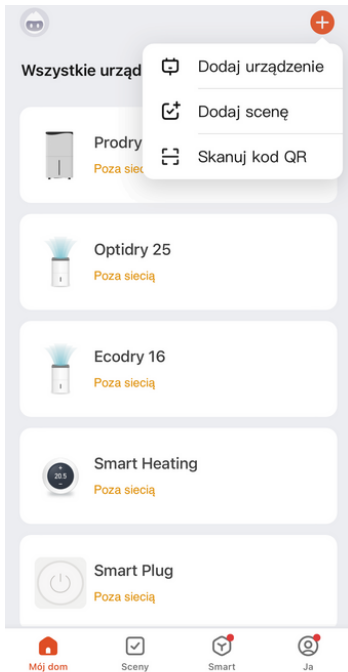 Wszystkie urząd
Dodaj urządzenie
Dodaj scenę
Skanuj kod QR
Prodry
Poza siec
Optidry 25
Poza siecią
Ecodry 16
Poza siecią
20.5
Smart Heating
Poza siecią
Smart Plug
Poza siecią
Mój dom
Sceny
Smart
Ja